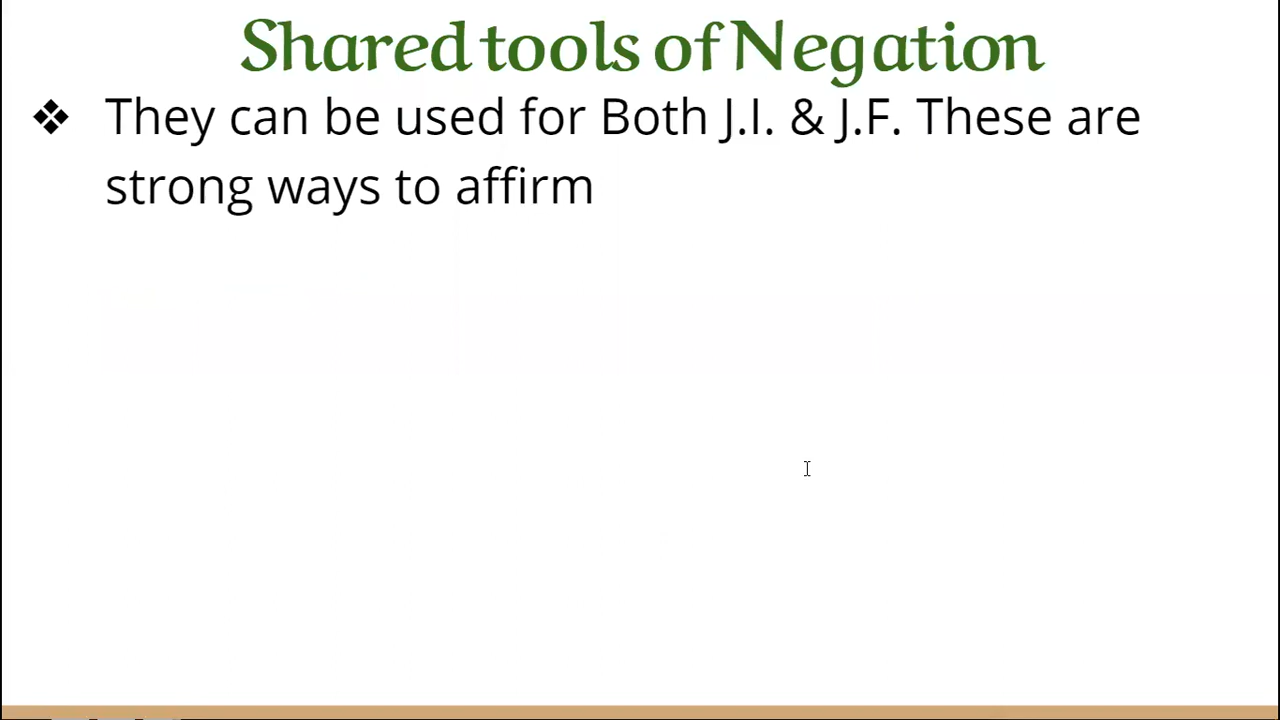 Shared tools of Negation
❖ They can be used for Both J.I. & J.F. These are
strong ways to affirm